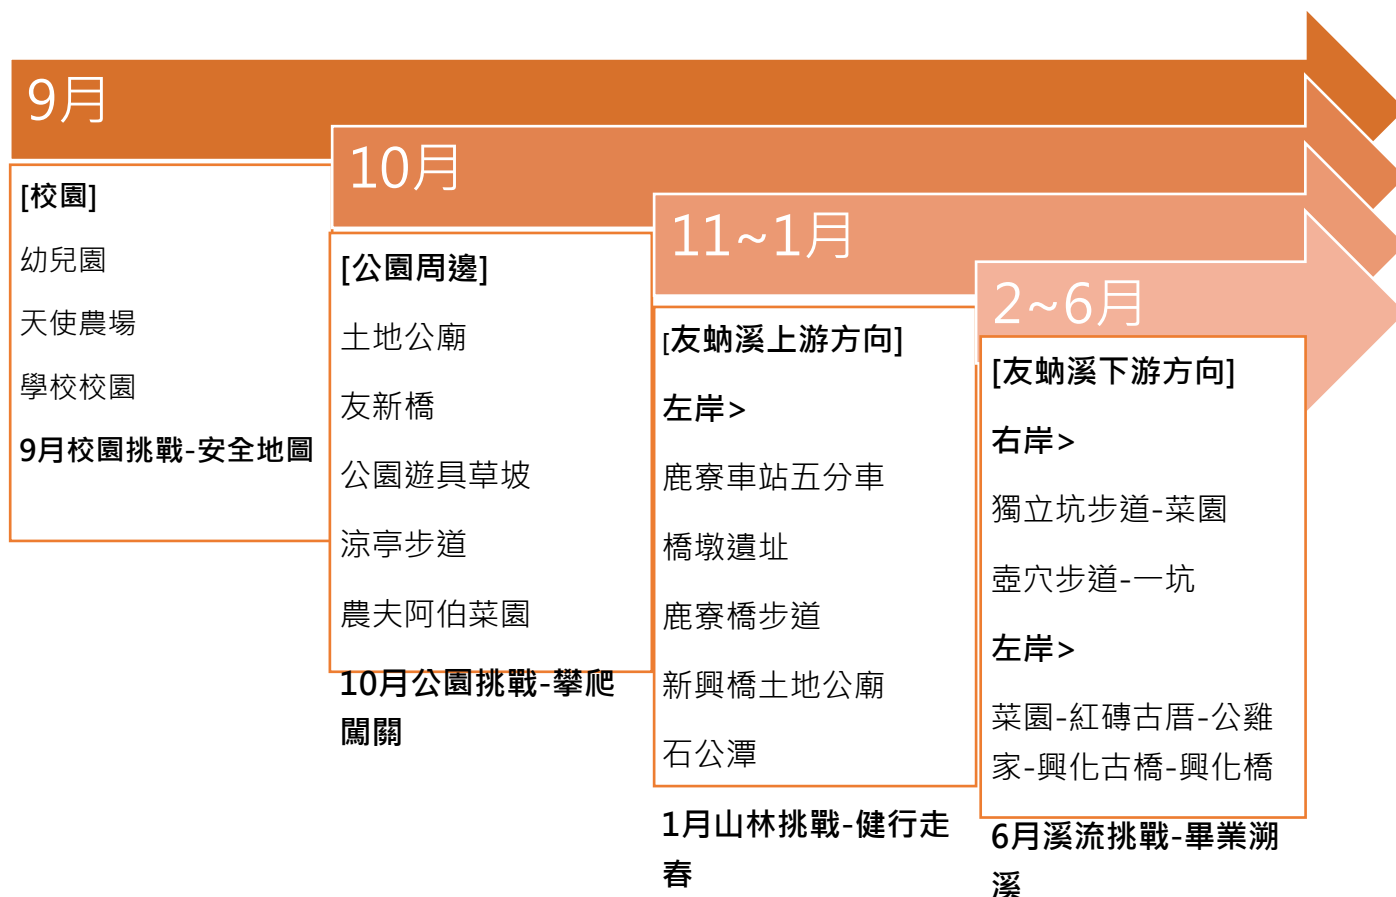 9月
[校園]
幼兒園
天使農場
學校校園
9月校園挑戰-安全地圖
10月
[公園周邊]
土地公廟
友新橋
公園遊具草坡
涼亭步道
農夫阿伯菜園
10月公園挑戰-攀爬
闖關
11~1月
[友蚋溪上游方向]
左岸>
鹿寮車站五分車
橋墩遺址
鹿寮橋步道
新興橋土地公廟
石公潭
1月山林挑戰-健行走
春
2~6月
[友蚋溪下游方向]
右岸>
獨立坑步道-菜園
壺穴步道-一坑
左岸>
菜園-紅磚古厝-公雞
家-興化古橋-興化橋
6月溪流挑戰-畢業溯
溪